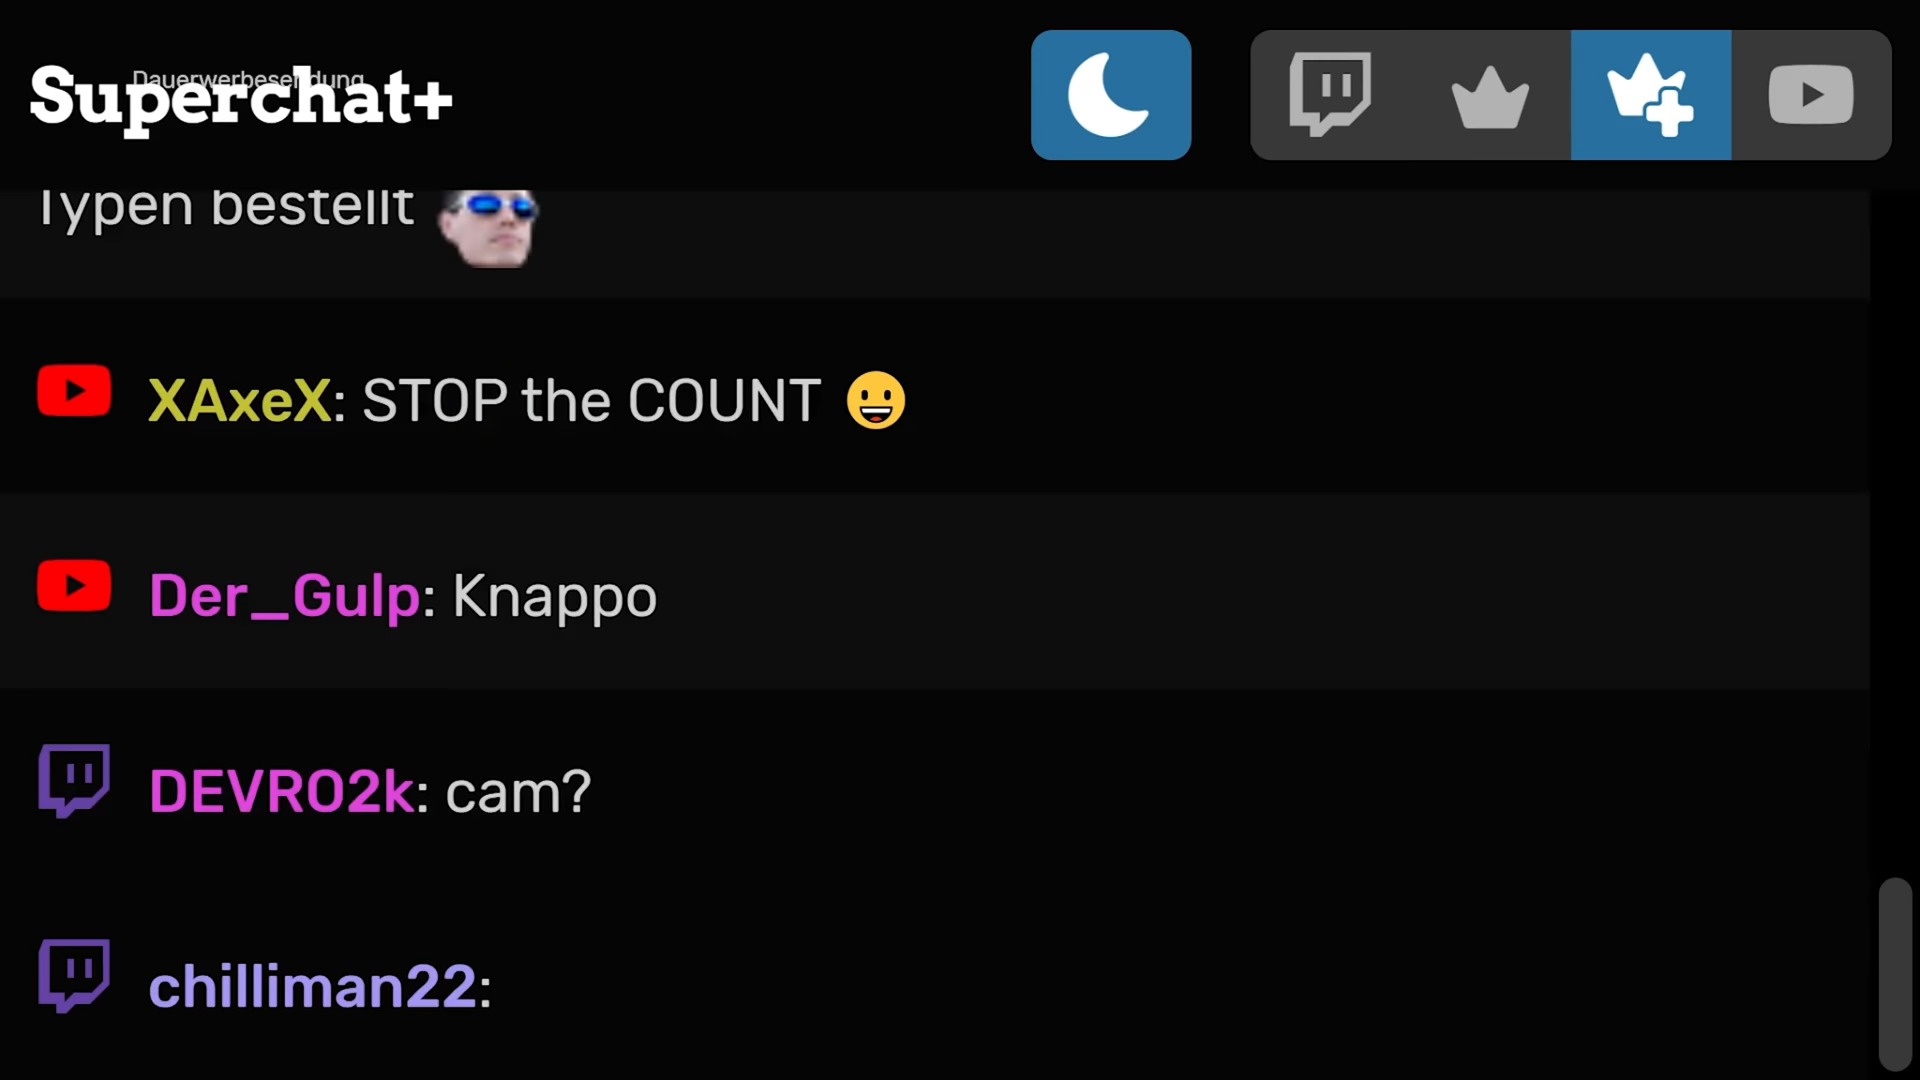 Dauerwerbesendung
Superchat+
Typen bestellt
XAxeX: STOP the COUNT 😀
Der_Gulp: Knappo
DEVRO2k: cam?
chilliman22: